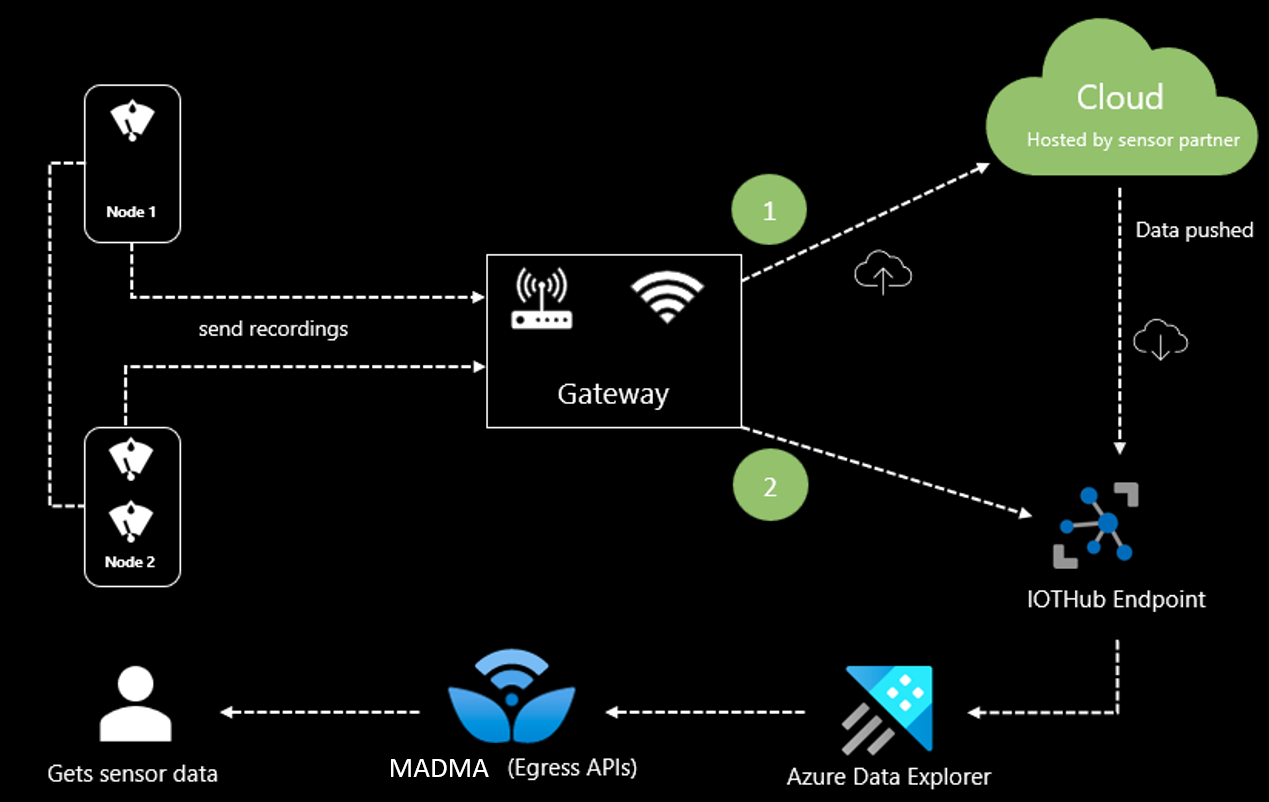 Cloud
Hosted by sensor partner
Node 1
1
Data pushed
send recordings
Gateway
2
Node 2
IOTHub Endpoint
Gets sensor data
MADMA (Egress APIs)
Azure Data Explorer